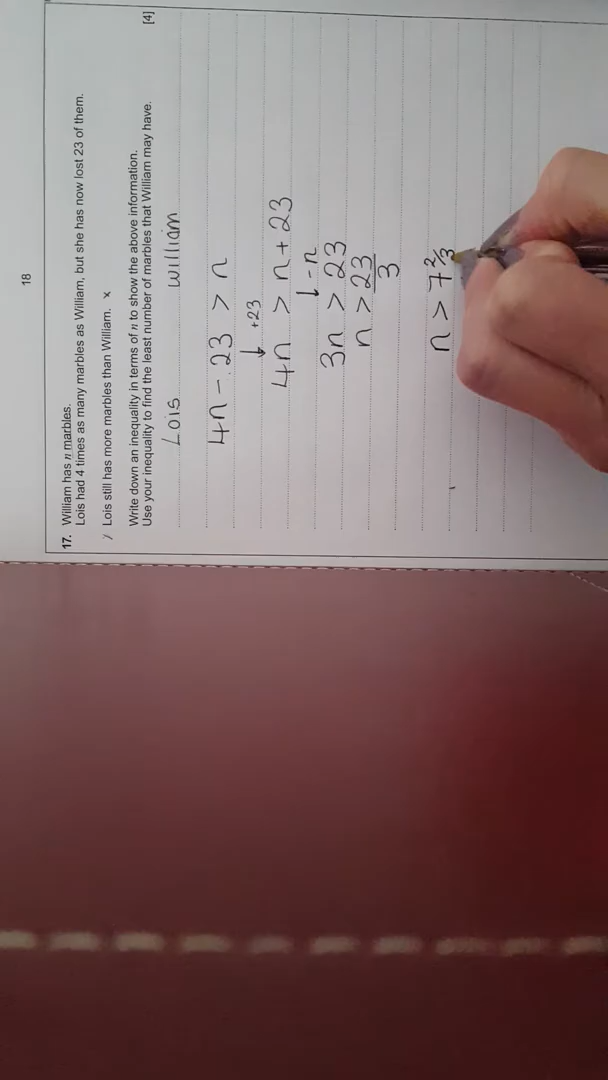 18
17. William has n marbles.
Lois had 4 times as many marbles as William, but she has now lost 23 of them.
Lois still has more marbles than William. x
Write down an inequality in terms of n to show the above information.
Use your inequality to find the least number of marbles that William may have. [4]
Lois William
4n - 23 > n
↓ +23
4n > n + 23
↓ -n
3n > 23
n > 23/3
n > 7 2/3